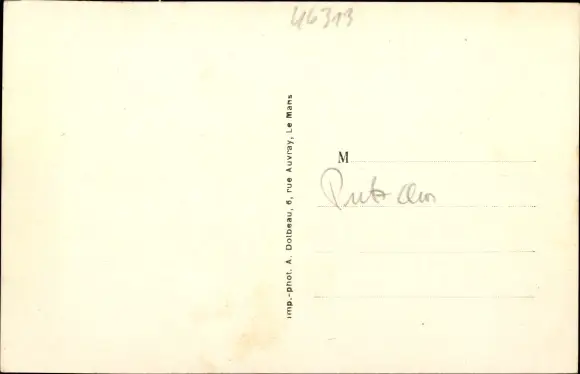 46313
Imp.-phot. A. Dolbeau, 6, rue Auvray, Le Mans
M